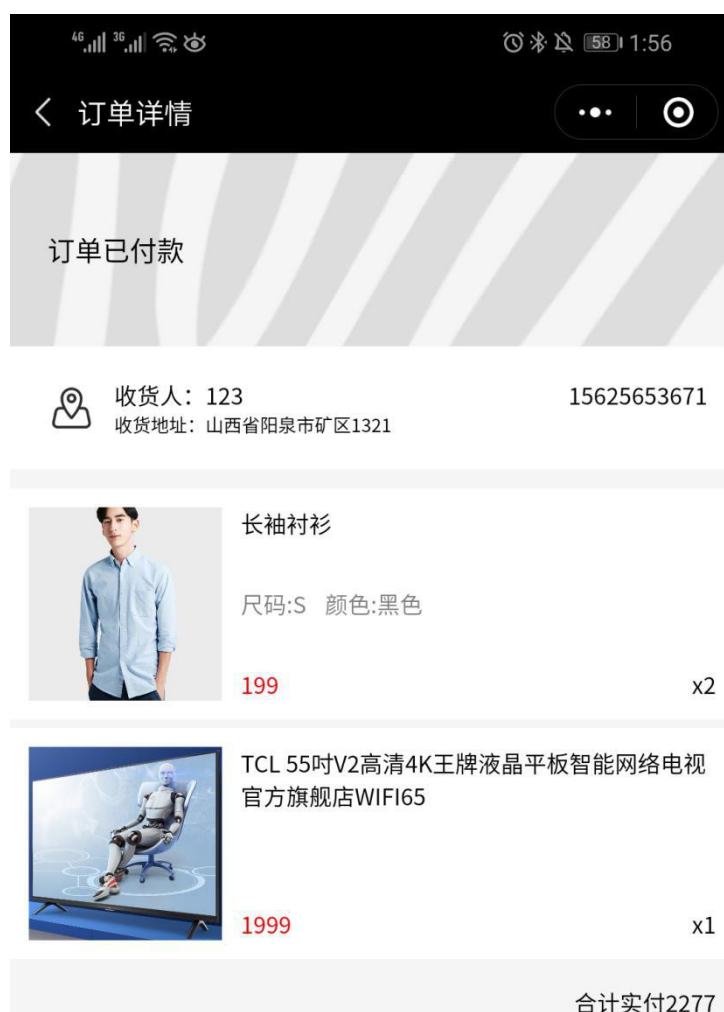 4G 3G 58 1:56
订单详情
订单已付款
收货人：123 15625653671
收货地址：山西省阳泉市矿区1321
长袖衬衫
尺码:S 颜色:黑色
199 x2
TCL 55吋V2高清4K王牌液晶平板智能网络电视
官方旗舰店WIFI65
1999 x1
合计实付2277